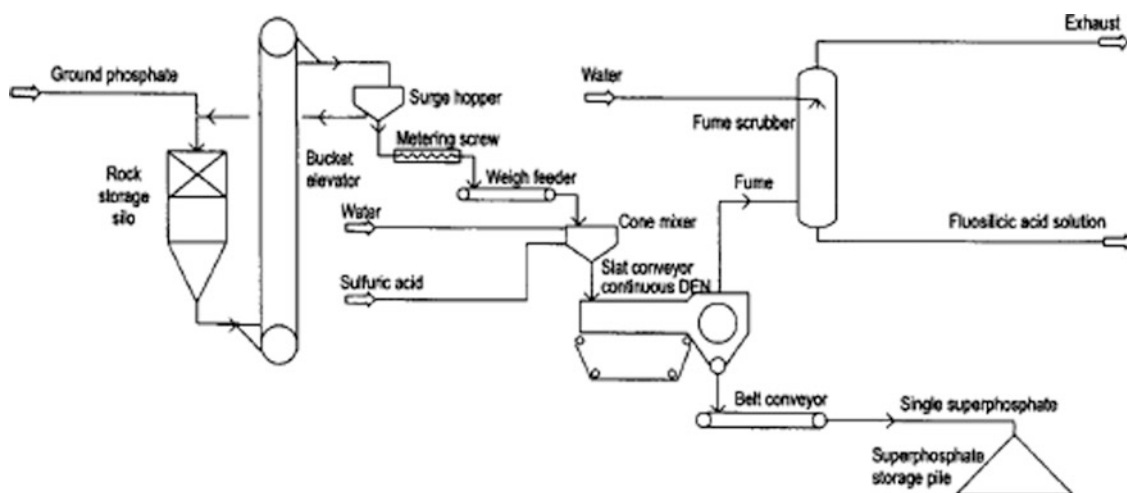 Exhaust
Ground phosphate
Water
Surge hopper
Fume scrubber
Metering screw
Rock
storage
silo
Bucket
elevator
Weigh feeder
Fume
Water
Cone mixer
Fluosilicic acid solution
Sulfuric acid
Slat conveyor
continuous DEN
Belt conveyor
Single superphosphate
Superphosphate
storage pile